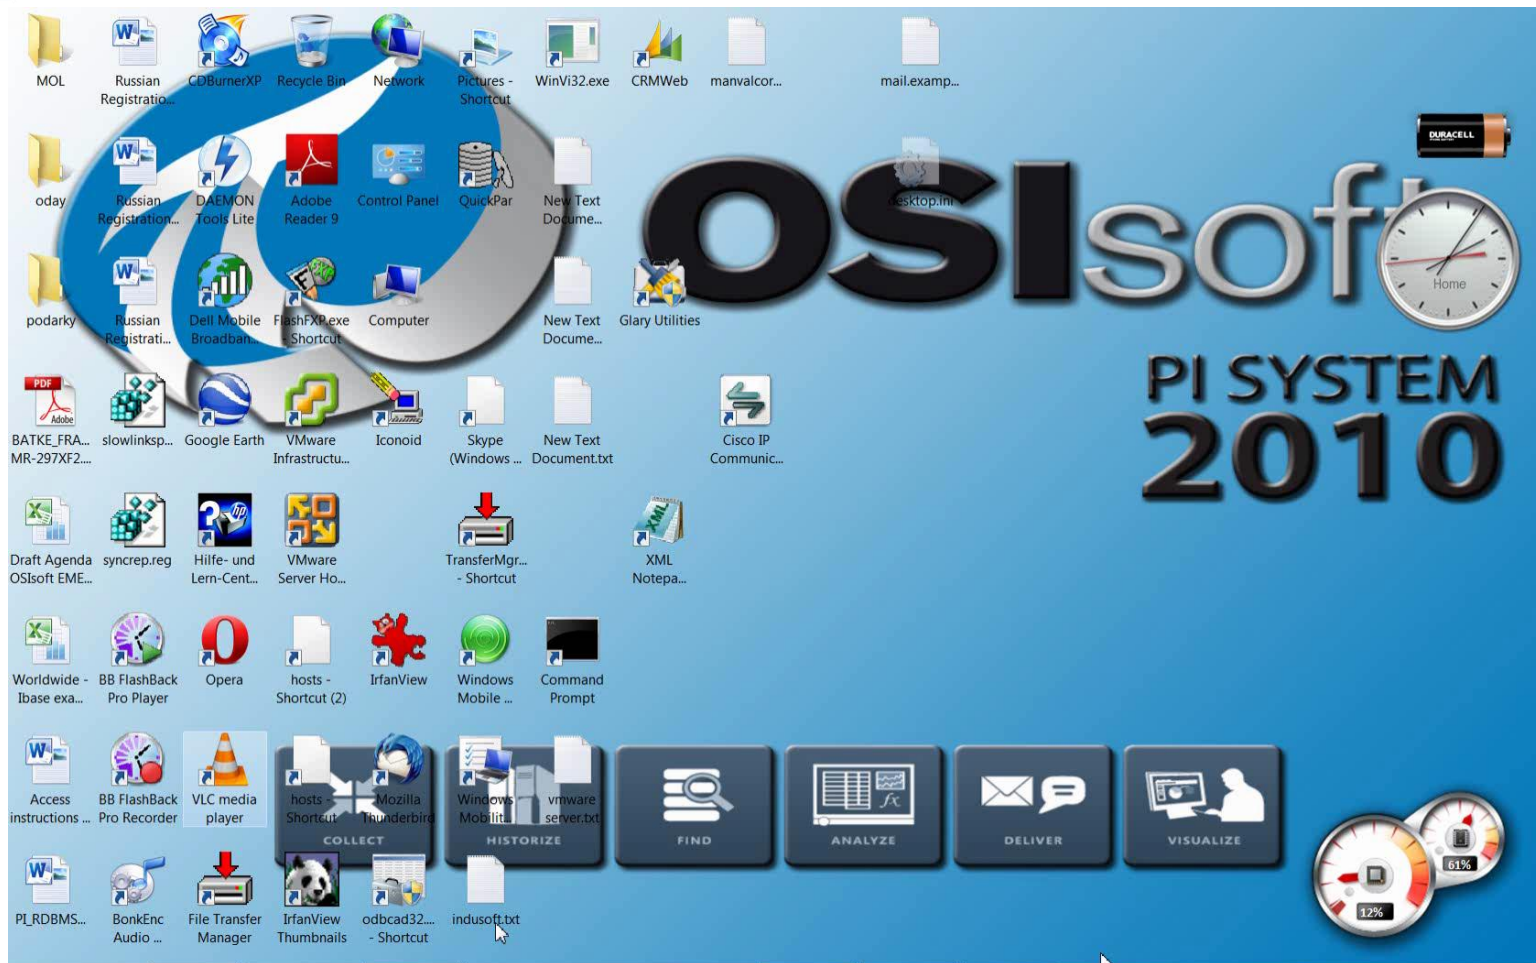 MOL
Russian
Registratio...
CDBurnerXP
Recycle Bin
Network
Pictures -
Shortcut
WinVi32.exe
CRMWeb
manvalcor...
mail.examp...
DURACELL
oday
Russian
Registration...
DAEMON
Tools Lite
Adobe
Reader 9
Control Panel
QuickPar
New Text
Docume...
desktop.ini
OSIsoft
Home
podarky
Russian
Registrati...
Dell Mobile
Broadban...
FlashFXP.exe
- Shortcut
Computer
New Text
Docume...
Glary Utilities
PI SYSTEM
2010
PDF
Adobe
BATKE_FRA...
MR-297XF2....
slowlinksp...
Google Earth
VMware
Infrastructu...
Iconoid
Skype
(Windows ...
New Text
Document.txt
Cisco IP
Communic...
Draft Agenda
OSIsoft EME...
syncrep.reg
hp
Hilfe- und
Lern-Cent...
VMware
Server Ho...
TransferMgr...
- Shortcut
XML
XML
Notepa...
Worldwide -
Ibase exa...
BB FlashBack
Pro Player
Opera
hosts -
Shortcut (2)
IrfanView
Windows
Mobile ...
Command
Prompt
Access
instructions ...
BB FlashBack
Pro Recorder
VLC media
player
hosts -
Shortcut
Mozilla
Thunderbird
Windows
Mobilit...
vmware
server.txt
COLLECT
HISTORIZE
FIND
fx
ANALYZE
DELIVER
VISUALIZE
PI_RDBMS...
BonkEnc
Audio ...
File Transfer
Manager
IrfanView
Thumbnails
odbcad32....
- Shortcut
indusoft.txt
61%
12%